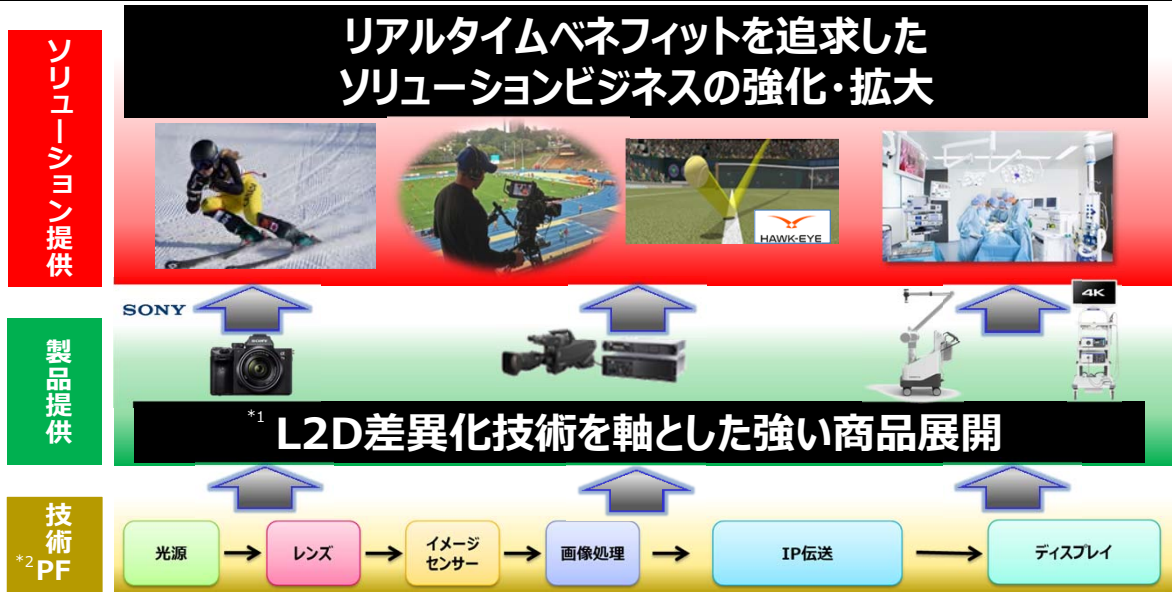 ソリューション提供
リアルタイムベネフィットを追求した
ソリューションビジネスの強化・拡大
HAWK-EYE
製品提供
SONY
4K
*1 L2D差異化技術を軸とした強い商品展開
技術
*2 PF
光源
レンズ
イメージ
センサー
画像処理
IP伝送
ディスプレイ